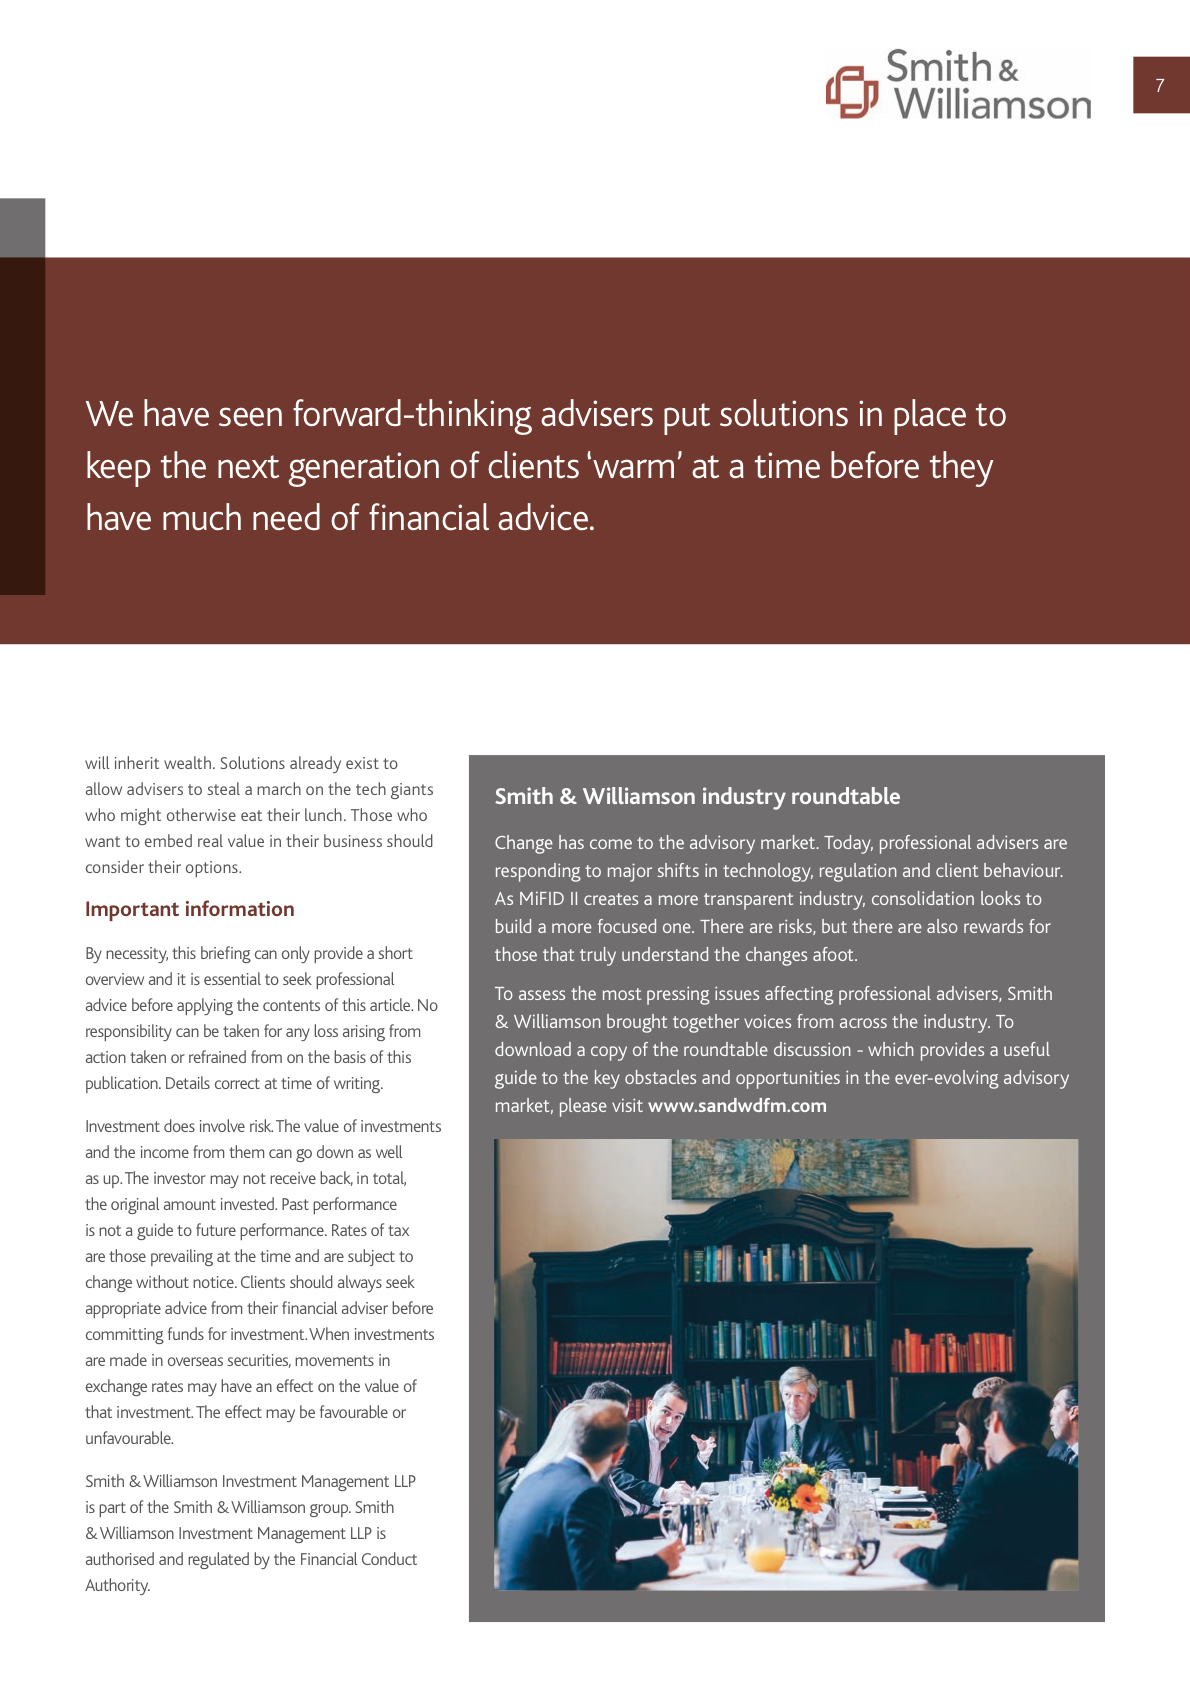 Smith &
Williamson
7
We have seen forward-thinking advisers put solutions in place to
keep the next generation of clients ‘warm’ at a time before they
have much need of financial advice.
will inherit wealth. Solutions already exist to
allow advisers to steal a march on the tech giants
who might otherwise eat their lunch. Those who
want to embed real value in their business should
consider their options.
Important information
By necessity, this briefing can only provide a short
overview and it is essential to seek professional
advice before applying the contents of this article. No
responsibility can be taken for any loss arising from
action taken or refrained from on the basis of this
publication. Details correct at time of writing.
Investment does involve risk. The value of investments
and the income from them can go down as well
as up. The investor may not receive back, in total,
the original amount invested. Past performance
is not a guide to future performance. Rates of tax
are those prevailing at the time and are subject to
change without notice. Clients should always seek
appropriate advice from their financial adviser before
committing funds for investment. When investments
are made in overseas securities, movements in
exchange rates may have an effect on the value of
that investment. The effect may be favourable or
unfavourable.
Smith & Williamson Investment Management LLP
is part of the Smith & Williamson group. Smith
& Williamson Investment Management LLP is
authorised and regulated by the Financial Conduct
Authority.
Smith & Williamson industry roundtable
Change has come to the advisory market. Today, professional advisers are
responding to major shifts in technology, regulation and client behaviour.
As MiFID II creates a more transparent industry, consolidation looks to
build a more focused one. There are risks, but there are also rewards for
those that truly understand the changes afoot.
To assess the most pressing issues affecting professional advisers, Smith
& Williamson brought together voices from across the industry. To
download a copy of the roundtable discussion - which provides a useful
guide to the key obstacles and opportunities in the ever-evolving advisory
market, please visit www.sandwdfm.com